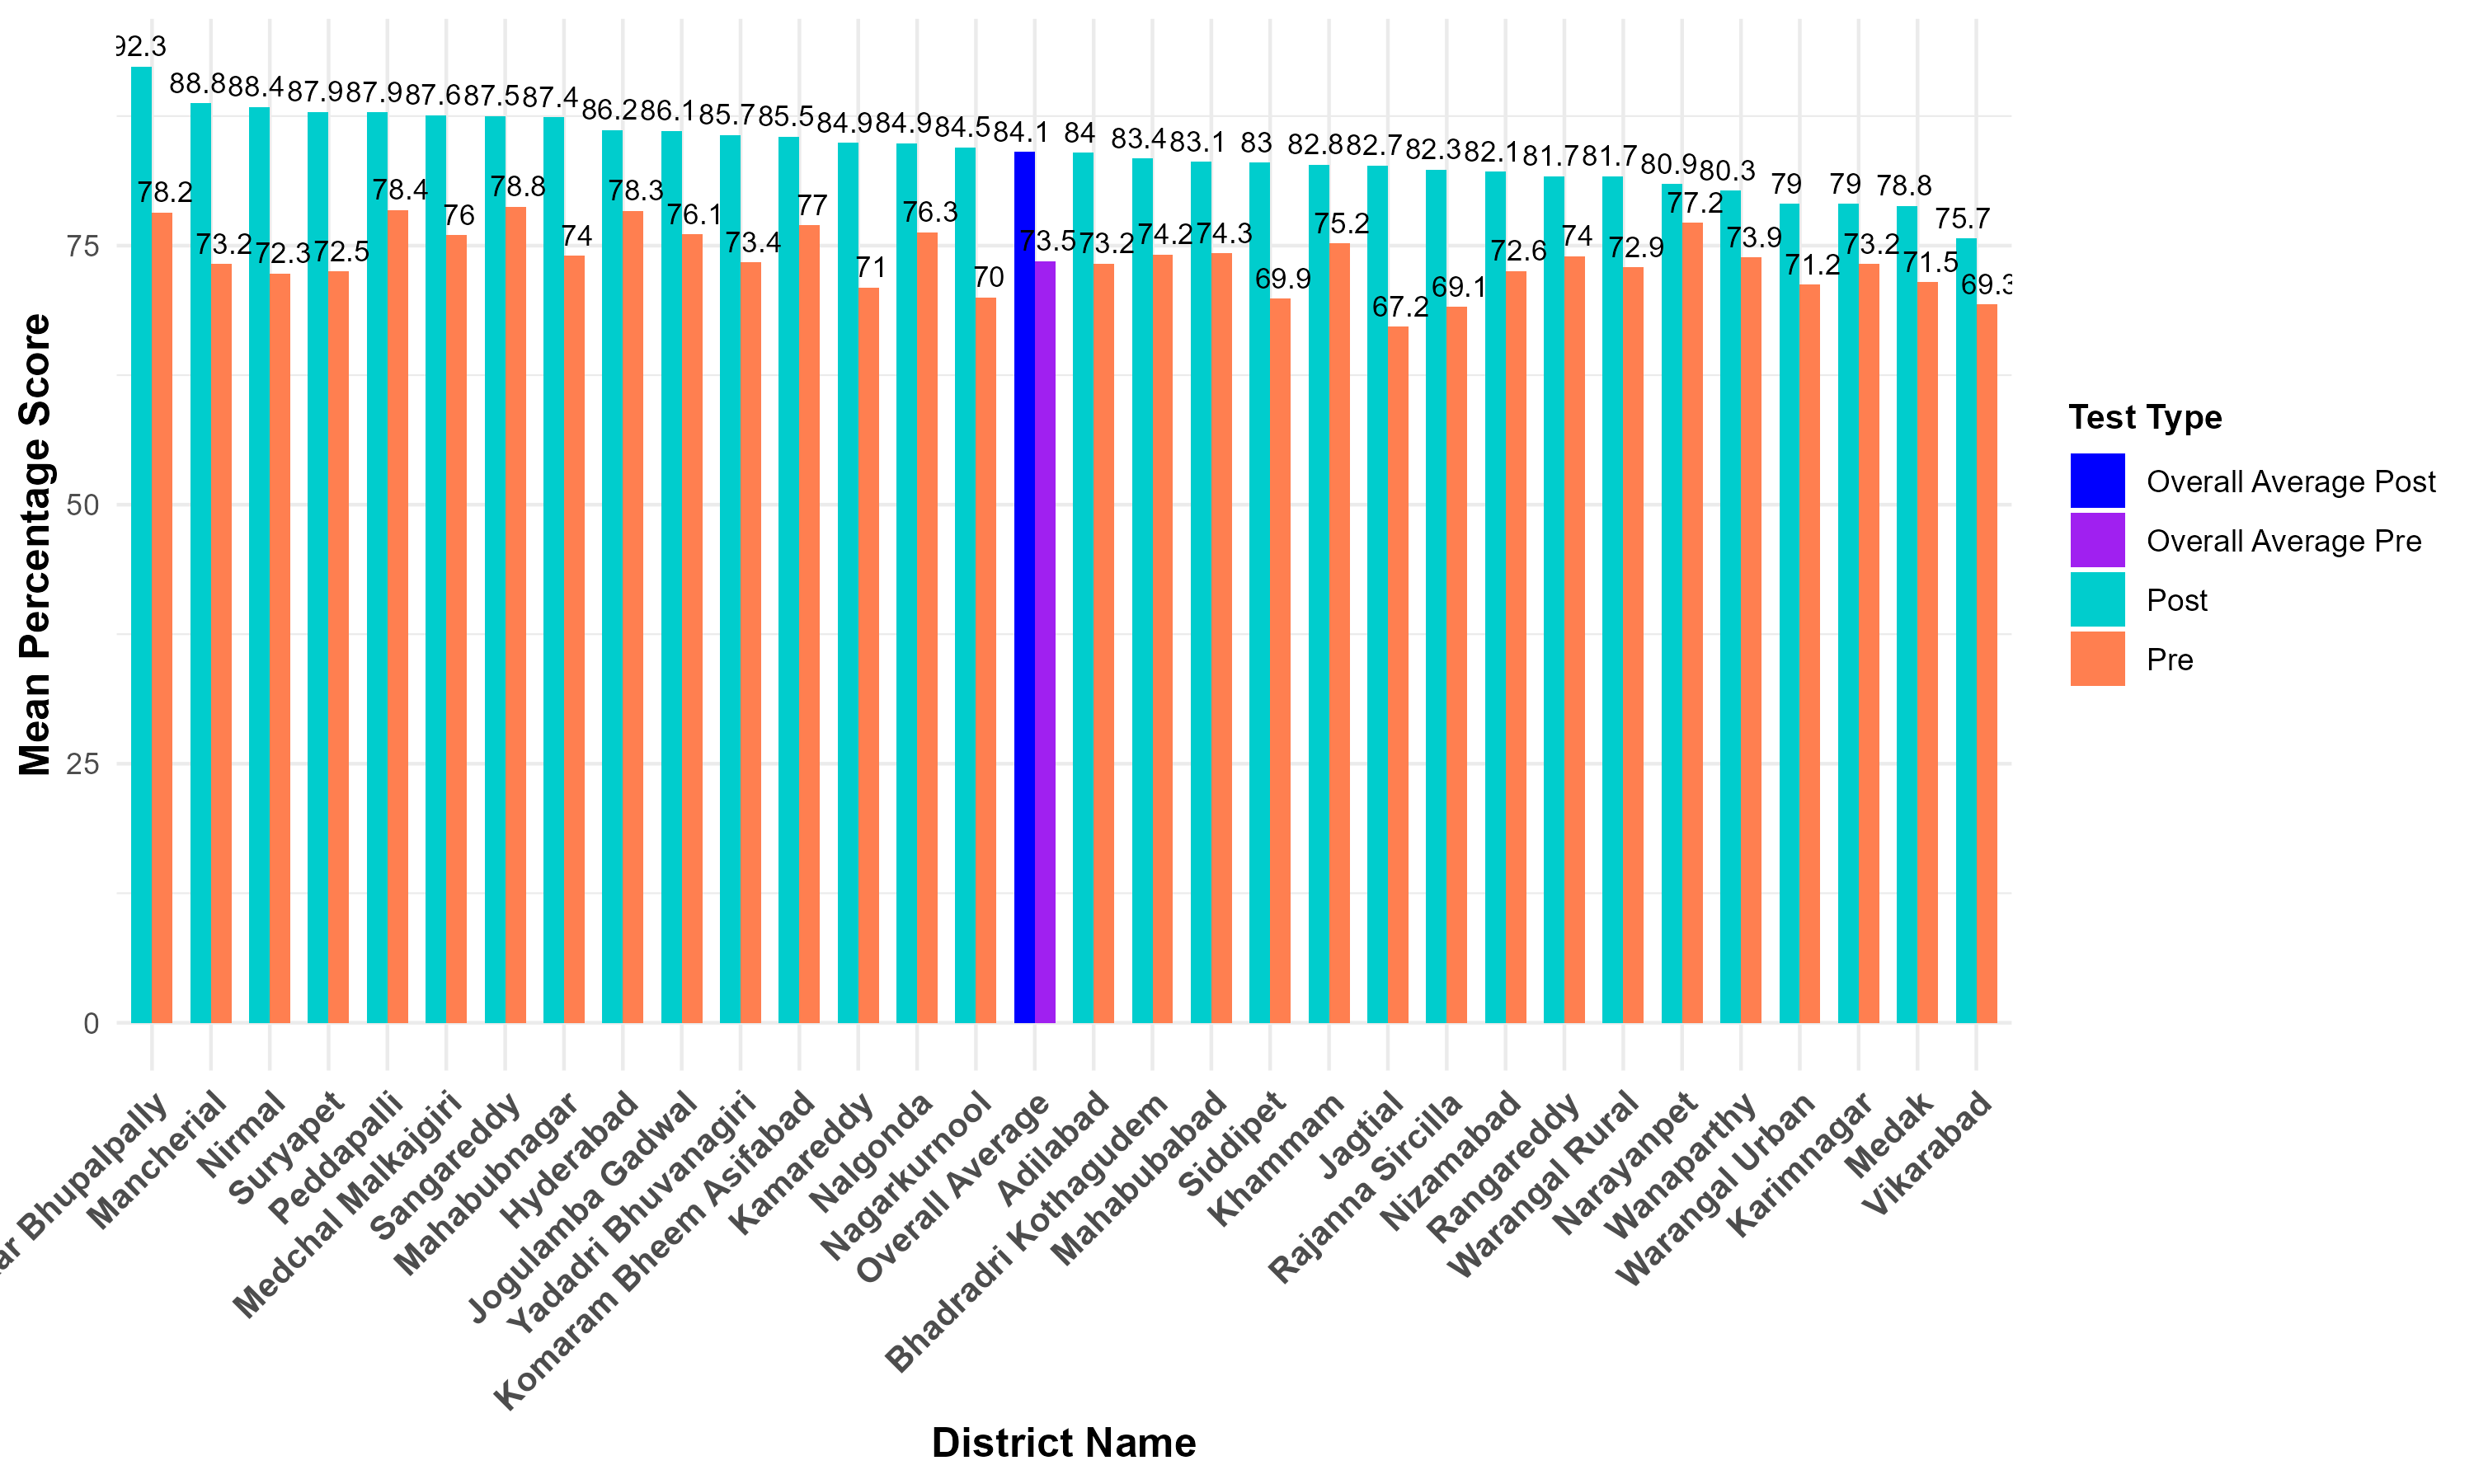 92.3
88.8
88.4
87.9
87.9
87.6
87.5
87.4
86.2
86.1
85.7
85.5
84.9
84.9
84.5
84.1
84
83.4
83.1
83
82.8
82.7
82.3
82.1
81.7
81.7
80.9
80.3
79
79
78.8
75.7
78.2
73.2
72.3
72.5
78.4
76
78.8
74
78.3
76.1
73.4
77
71
76.3
70
73.5
73.2
74.2
74.3
69.9
75.2
67.2
69.1
72.6
74
72.9
77.2
73.9
71.2
73.2
71.5
69.3
75
50
25
0
Mean Percentage Score
Test Type
Overall Average Post
Overall Average Pre
Post
Pre
Bhupalpally
Mancherial
Nirmal
Suryapet
Peddapalli
Medchal Malkajgiri
Sangareddy
Mahabubnagar
Hyderabad
Jogulamba Gadwal
Yadadri Bhuvanagiri
Komaram Bheem Asifabad
Kamareddy
Nalgonda
Nagarkurnool
Overall Average
Adilabad
Bhadradri Kothagudem
Mahabubabad
Siddipet
Khammam
Jagtial
Rajanna Sircilla
Nizamabad
Rangareddy
Warangal Rural
Narayanpet
Wanaparthy
Warangal Urban
Karimnagar
Medak
Vikarabad
District Name